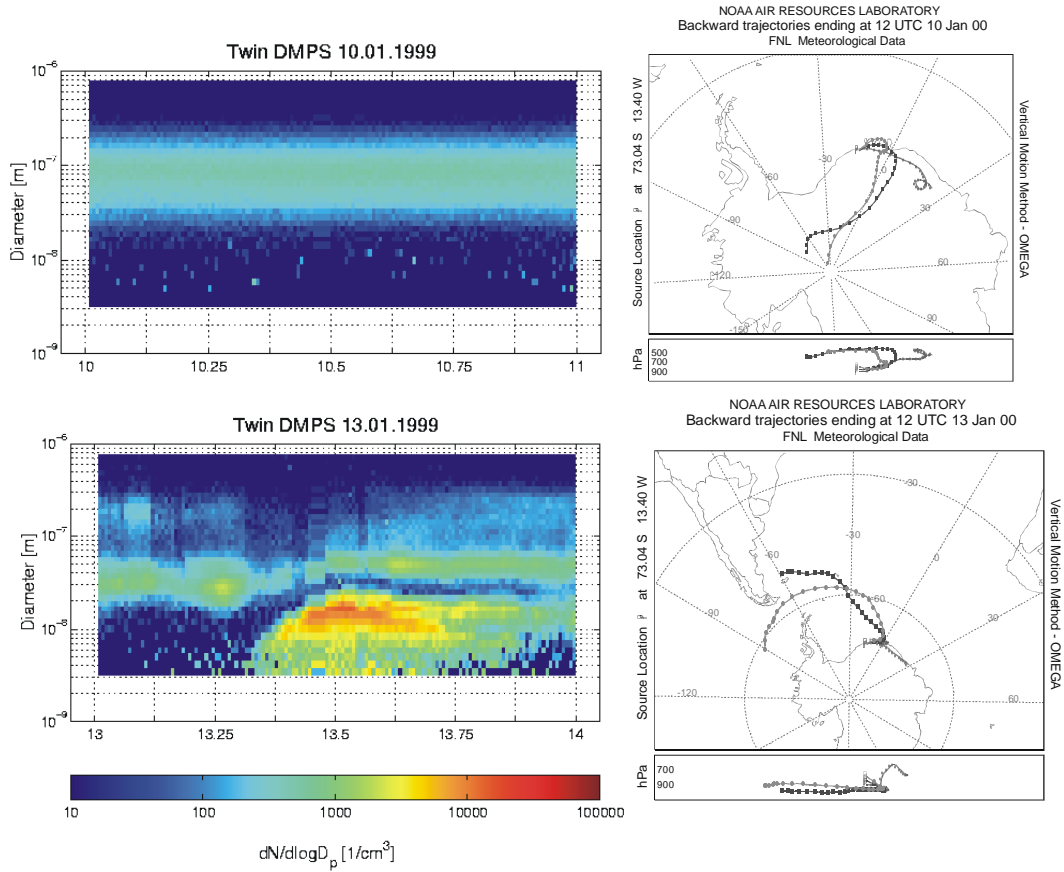 Twin DMPS 10.01.1999
Diameter [m]
10⁻⁶
10⁻⁷
10⁻⁸
10⁻⁹
10 10.25 10.5 10.75 11
NOAA AIR RESOURCES LABORATORY
Backward trajectories ending at 12 UTC 10 Jan 00
FNL Meteorological Data
Source Location at 73.04 S 13.40 W
Vertical Motion Method - OMEGA
-30
-60
0
-90
30
-120
60
-150
-90
hPa
500
700
900
Twin DMPS 13.01.1999
Diameter [m]
10⁻⁶
10⁻⁷
10⁻⁸
10⁻⁹
13 13.25 13.5 13.75 14
NOAA AIR RESOURCES LABORATORY
Backward trajectories ending at 12 UTC 13 Jan 00
FNL Meteorological Data
Source Location at 73.04 S 13.40 W
Vertical Motion Method - OMEGA
-30
-30
-60
0
-60
-90
30
-120
60
hPa
700
900
10 100 1000 10000 100000
dN/dlogD_p [1/cm³]